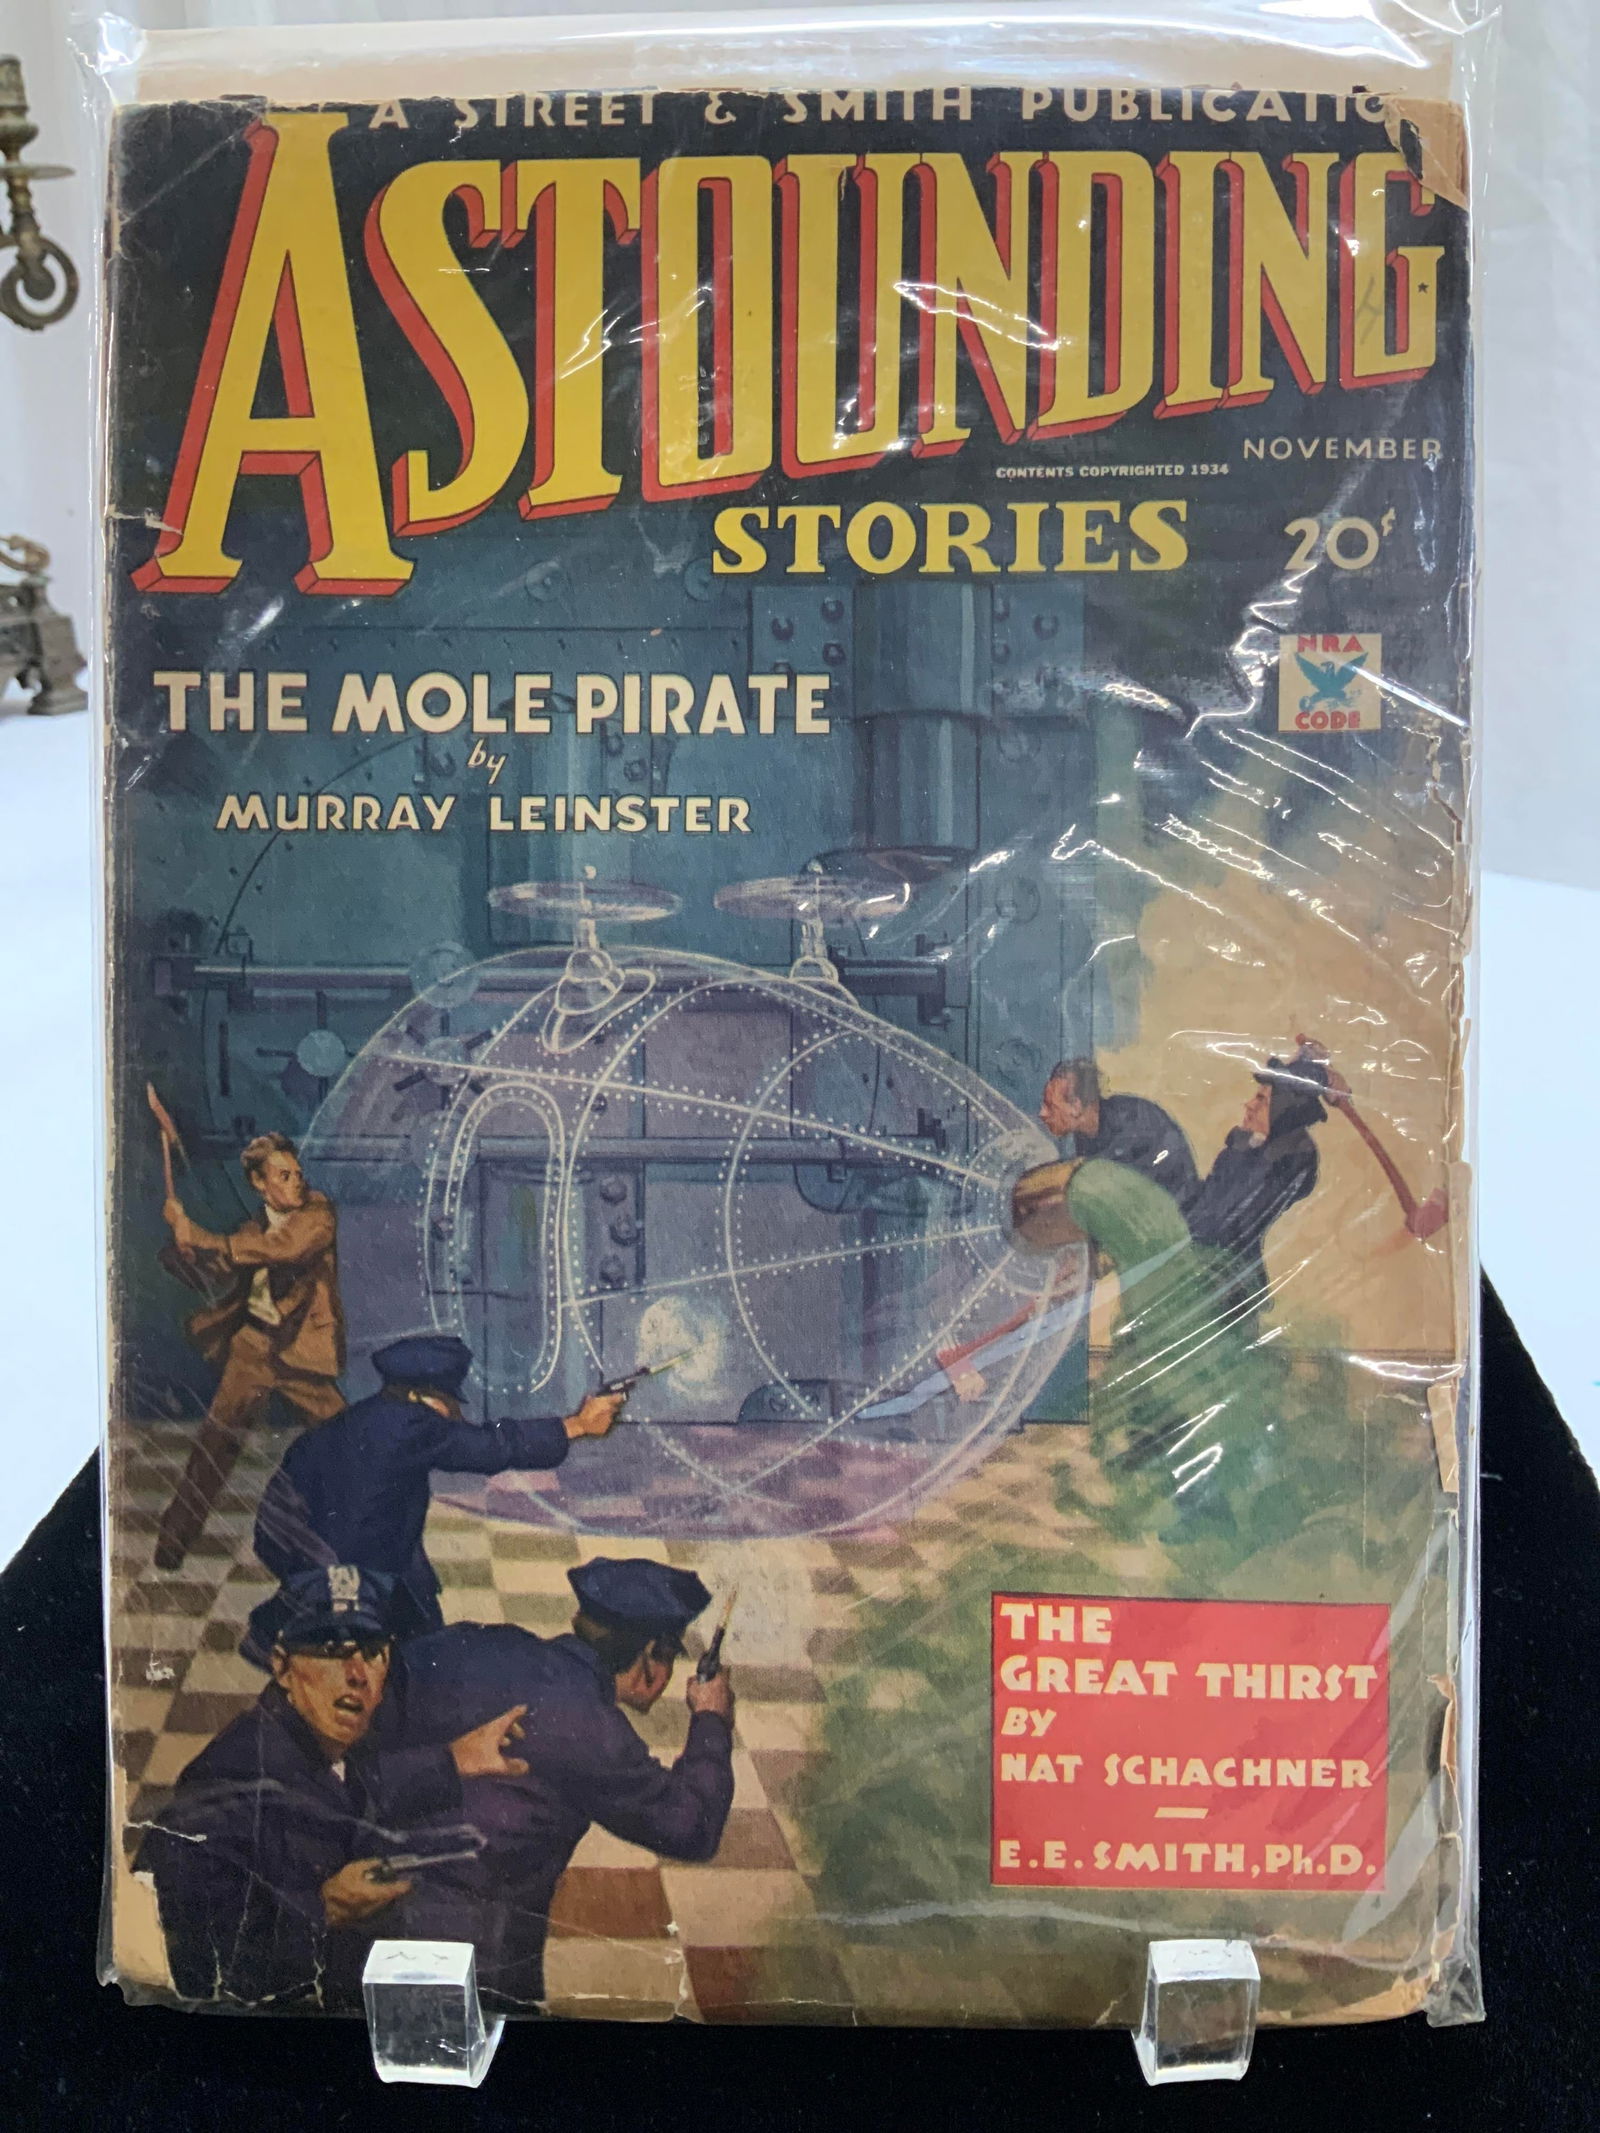 A STREET & SMITH PUBLICATIO
ASTOUNDING
NOVEMBER
CONTENTS COPYRIGHTED 1934
STORIES
20¢
NRA
CODE
THE MOLE PIRATE
by
MURRAY LEINSTER
THE
GREAT THIRST
BY
NAT SCHACHNER
—
E.E. SMITH, Ph.D.